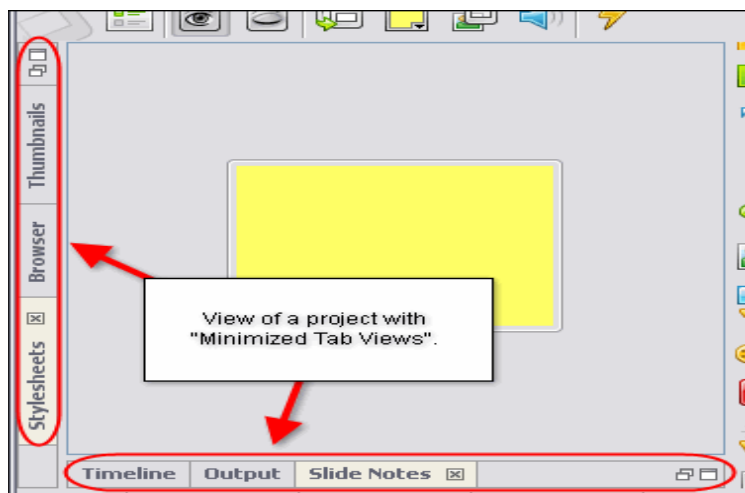 Thumbnails
Browser
Stylesheets
View of a project with
"Minimized Tab Views".
Timeline Output Slide Notes